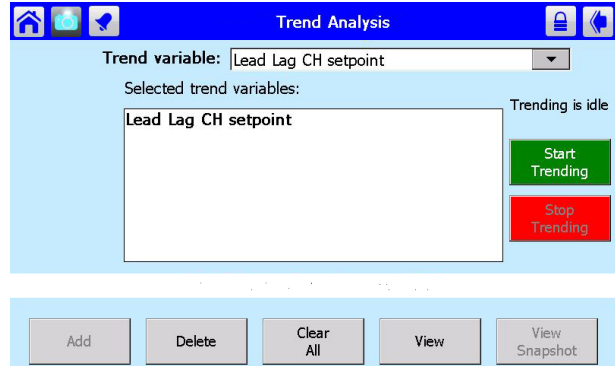 Trend Analysis
Trend variable: Lead Lag CH setpoint
Selected trend variables:
Trending is idle
Lead Lag CH setpoint
Start
Trending
Stop
Trending
Add
Delete
Clear
All
View
View
Snapshot